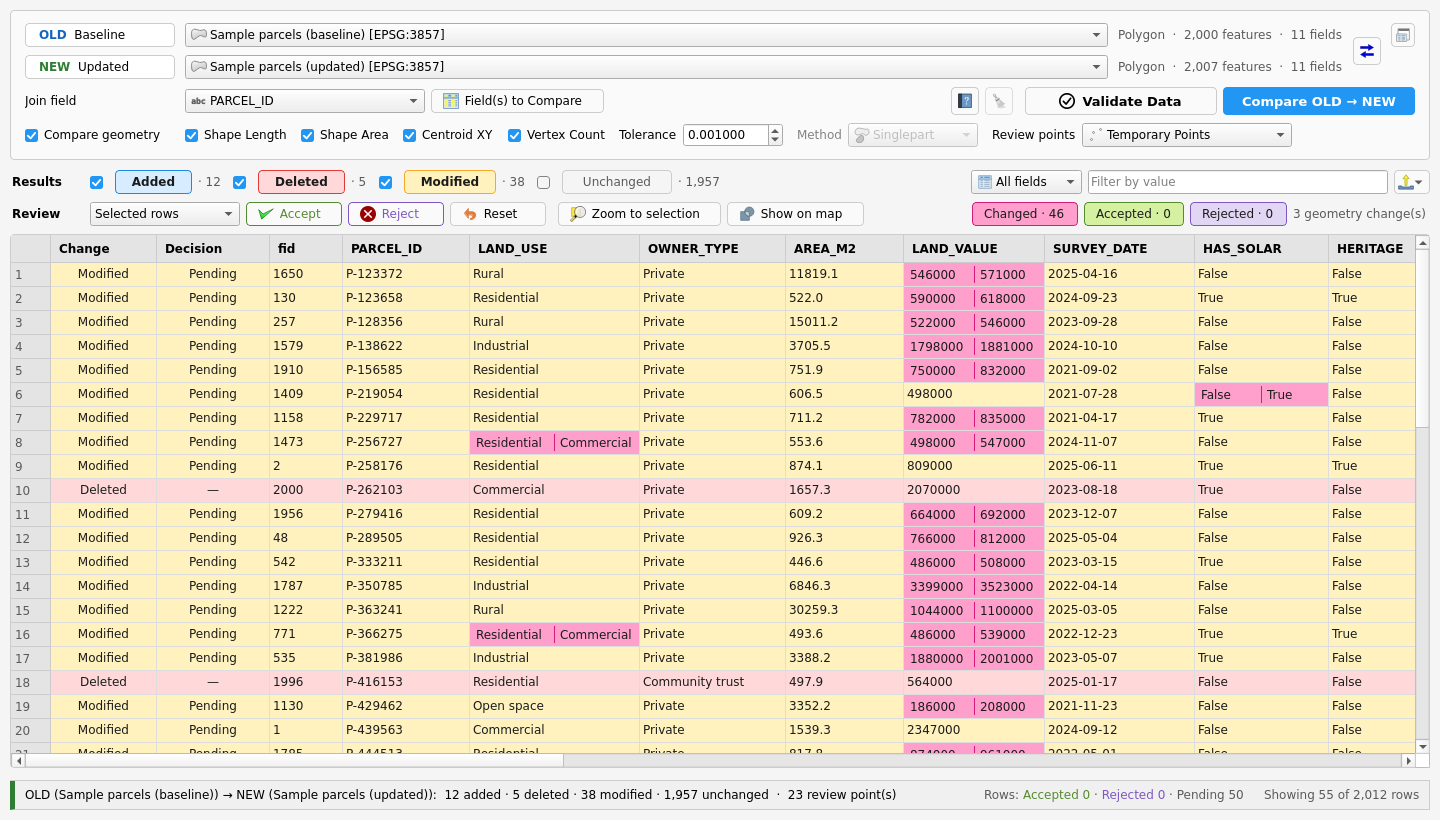 OLD Baseline Sample parcels (baseline) [EPSG:3857] Polygon · 2,000 features · 11 fields
NEW Updated Sample parcels (updated) [EPSG:3857] Polygon · 2,007 features · 11 fields
Join field abc PARCEL_ID Field(s) to Compare Validate Data Compare OLD → NEW
Compare geometry Shape Length Shape Area Centroid XY Vertex Count Tolerance 0.001000 Method Singlepart Review points Temporary Points
Results Added · 12 Deleted · 5 Modified · 38 Unchanged · 1,957 All fields Filter by value
Review Selected rows Accept Reject Reset Zoom to selection Show on map Changed · 46 Accepted · 0 Rejected · 0 3 geometry change(s)
Change Decision fid PARCEL_ID LAND_USE OWNER_TYPE AREA_M2 LAND_VALUE SURVEY_DATE HAS_SOLAR HERITAGE
1 Modified Pending 1650 P-123372 Rural Private 11819.1 546000 571000 2025-04-16 False False
2 Modified Pending 130 P-123658 Residential Private 522.0 590000 618000 2024-09-23 True True
3 Modified Pending 257 P-128356 Rural Private 15011.2 522000 546000 2023-09-28 False False
4 Modified Pending 1579 P-138622 Industrial Private 3705.5 1798000 1881000 2024-10-10 False False
5 Modified Pending 1910 P-156585 Residential Private 751.9 750000 832000 2021-09-02 False False
6 Modified Pending 1409 P-219054 Residential Private 606.5 498000 2021-07-28 False True False
7 Modified Pending 1158 P-229717 Residential Private 711.2 782000 835000 2021-04-17 True False
8 Modified Pending 1473 P-256727 Residential Commercial Private 553.6 498000 547000 2024-11-07 False False
9 Modified Pending 2 P-258176 Residential Private 874.1 809000 2025-06-11 True True
10 Deleted — 2000 P-262103 Commercial Private 1657.3 2070000 2023-08-18 True False
11 Modified Pending 1956 P-279416 Residential Private 609.2 664000 692000 2023-12-07 False False
12 Modified Pending 48 P-289505 Residential Private 926.3 766000 812000 2025-05-04 False False
13 Modified Pending 542 P-333211 Residential Private 446.6 486000 508000 2023-03-15 True False
14 Modified Pending 1787 P-350785 Industrial Private 6846.3 3399000 3523000 2022-04-14 False False
15 Modified Pending 1222 P-363241 Rural Private 30259.3 1044000 1100000 2025-03-05 False False
16 Modified Pending 771 P-366275 Residential Commercial Private 493.6 486000 539000 2022-12-23 True True
17 Modified Pending 535 P-381986 Industrial Private 3388.2 1880000 2001000 2023-05-07 True False
18 Deleted — 1996 P-416153 Residential Community trust 497.9 564000 2025-01-17 False False
19 Modified Pending 1130 P-429462 Open space Private 3352.2 186000 208000 2021-11-23 False False
20 Modified Pending 1 P-439563 Commercial Private 1539.3 2347000 2024-09-12 False False
21 Modified Pending 1785 Residential Private False False
OLD (Sample parcels (baseline)) → NEW (Sample parcels (updated)): 12 added · 5 deleted · 38 modified · 1,957 unchanged · 23 review point(s) Rows: Accepted 0 · Rejected 0 · Pending 50 Showing 55 of 2,012 rows